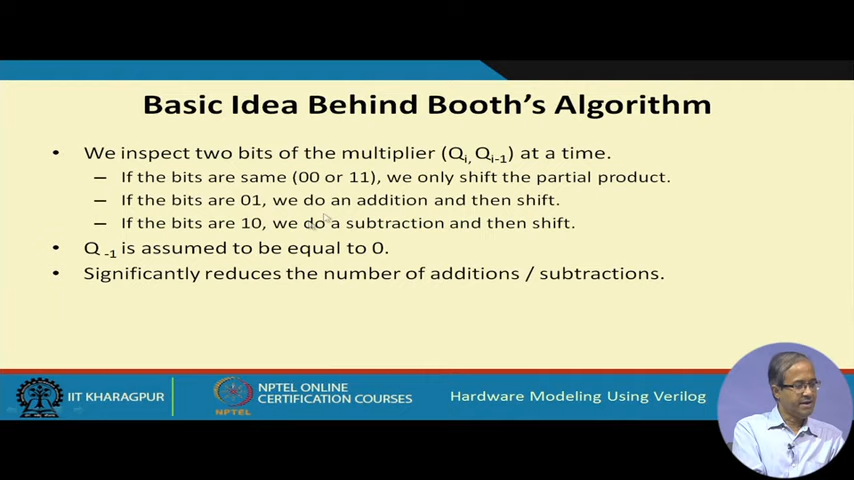 Basic Idea Behind Booth's Algorithm
• We inspect two bits of the multiplier (Qi, Qi-1) at a time.
– If the bits are same (00 or 11), we only shift the partial product.
– If the bits are 01, we do an addition and then shift.
– If the bits are 10, we do a subtraction and then shift.
• Q -1 is assumed to be equal to 0.
• Significantly reduces the number of additions / subtractions.
IIT KHARAGPUR
NPTEL
NPTEL ONLINE
CERTIFICATION COURSES
Hardware Modeling Using Verilog